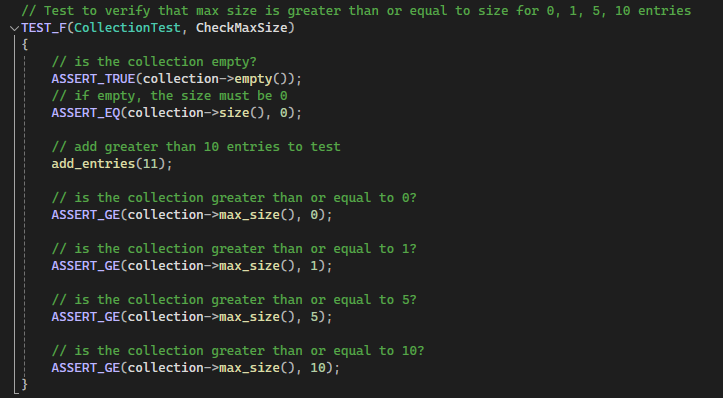 // Test to verify that max size is greater than or equal to size for 0, 1, 5, 10 entries
TEST_F(CollectionTest, CheckMaxSize)
{
    // is the collection empty?
    ASSERT_TRUE(collection->empty());
    // if empty, the size must be 0
    ASSERT_EQ(collection->size(), 0);

    // add greater than 10 entries to test
    add_entries(11);

    // is the collection greater than or equal to 0?
    ASSERT_GE(collection->max_size(), 0);

    // is the collection greater than or equal to 1?
    ASSERT_GE(collection->max_size(), 1);

    // is the collection greater than or equal to 5?
    ASSERT_GE(collection->max_size(), 5);

    // is the collection greater than or equal to 10?
    ASSERT_GE(collection->max_size(), 10);
}